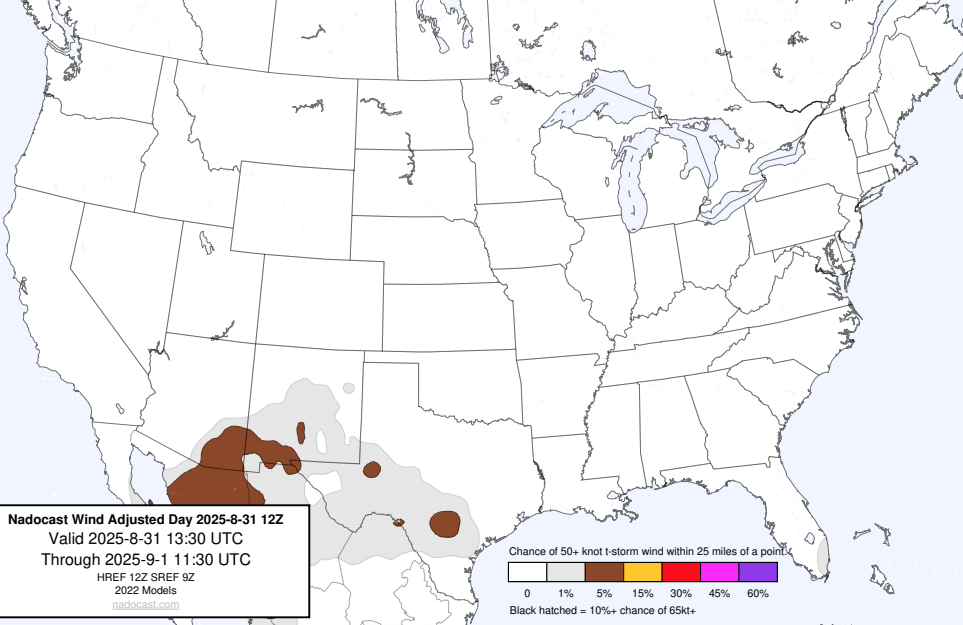 Nadocast Wind Adjusted Day 2025-8-31 12Z
Valid 2025-8-31 13:30 UTC
Through 2025-9-1 11:30 UTC
HREF 12Z SREF 9Z
2022 Models
nadocast.com
Chance of 50+ knot t-storm wind within 25 miles of a point.
0 1% 5% 15% 30% 45% 60%
Black hatched = 10%+ chance of 65kt+